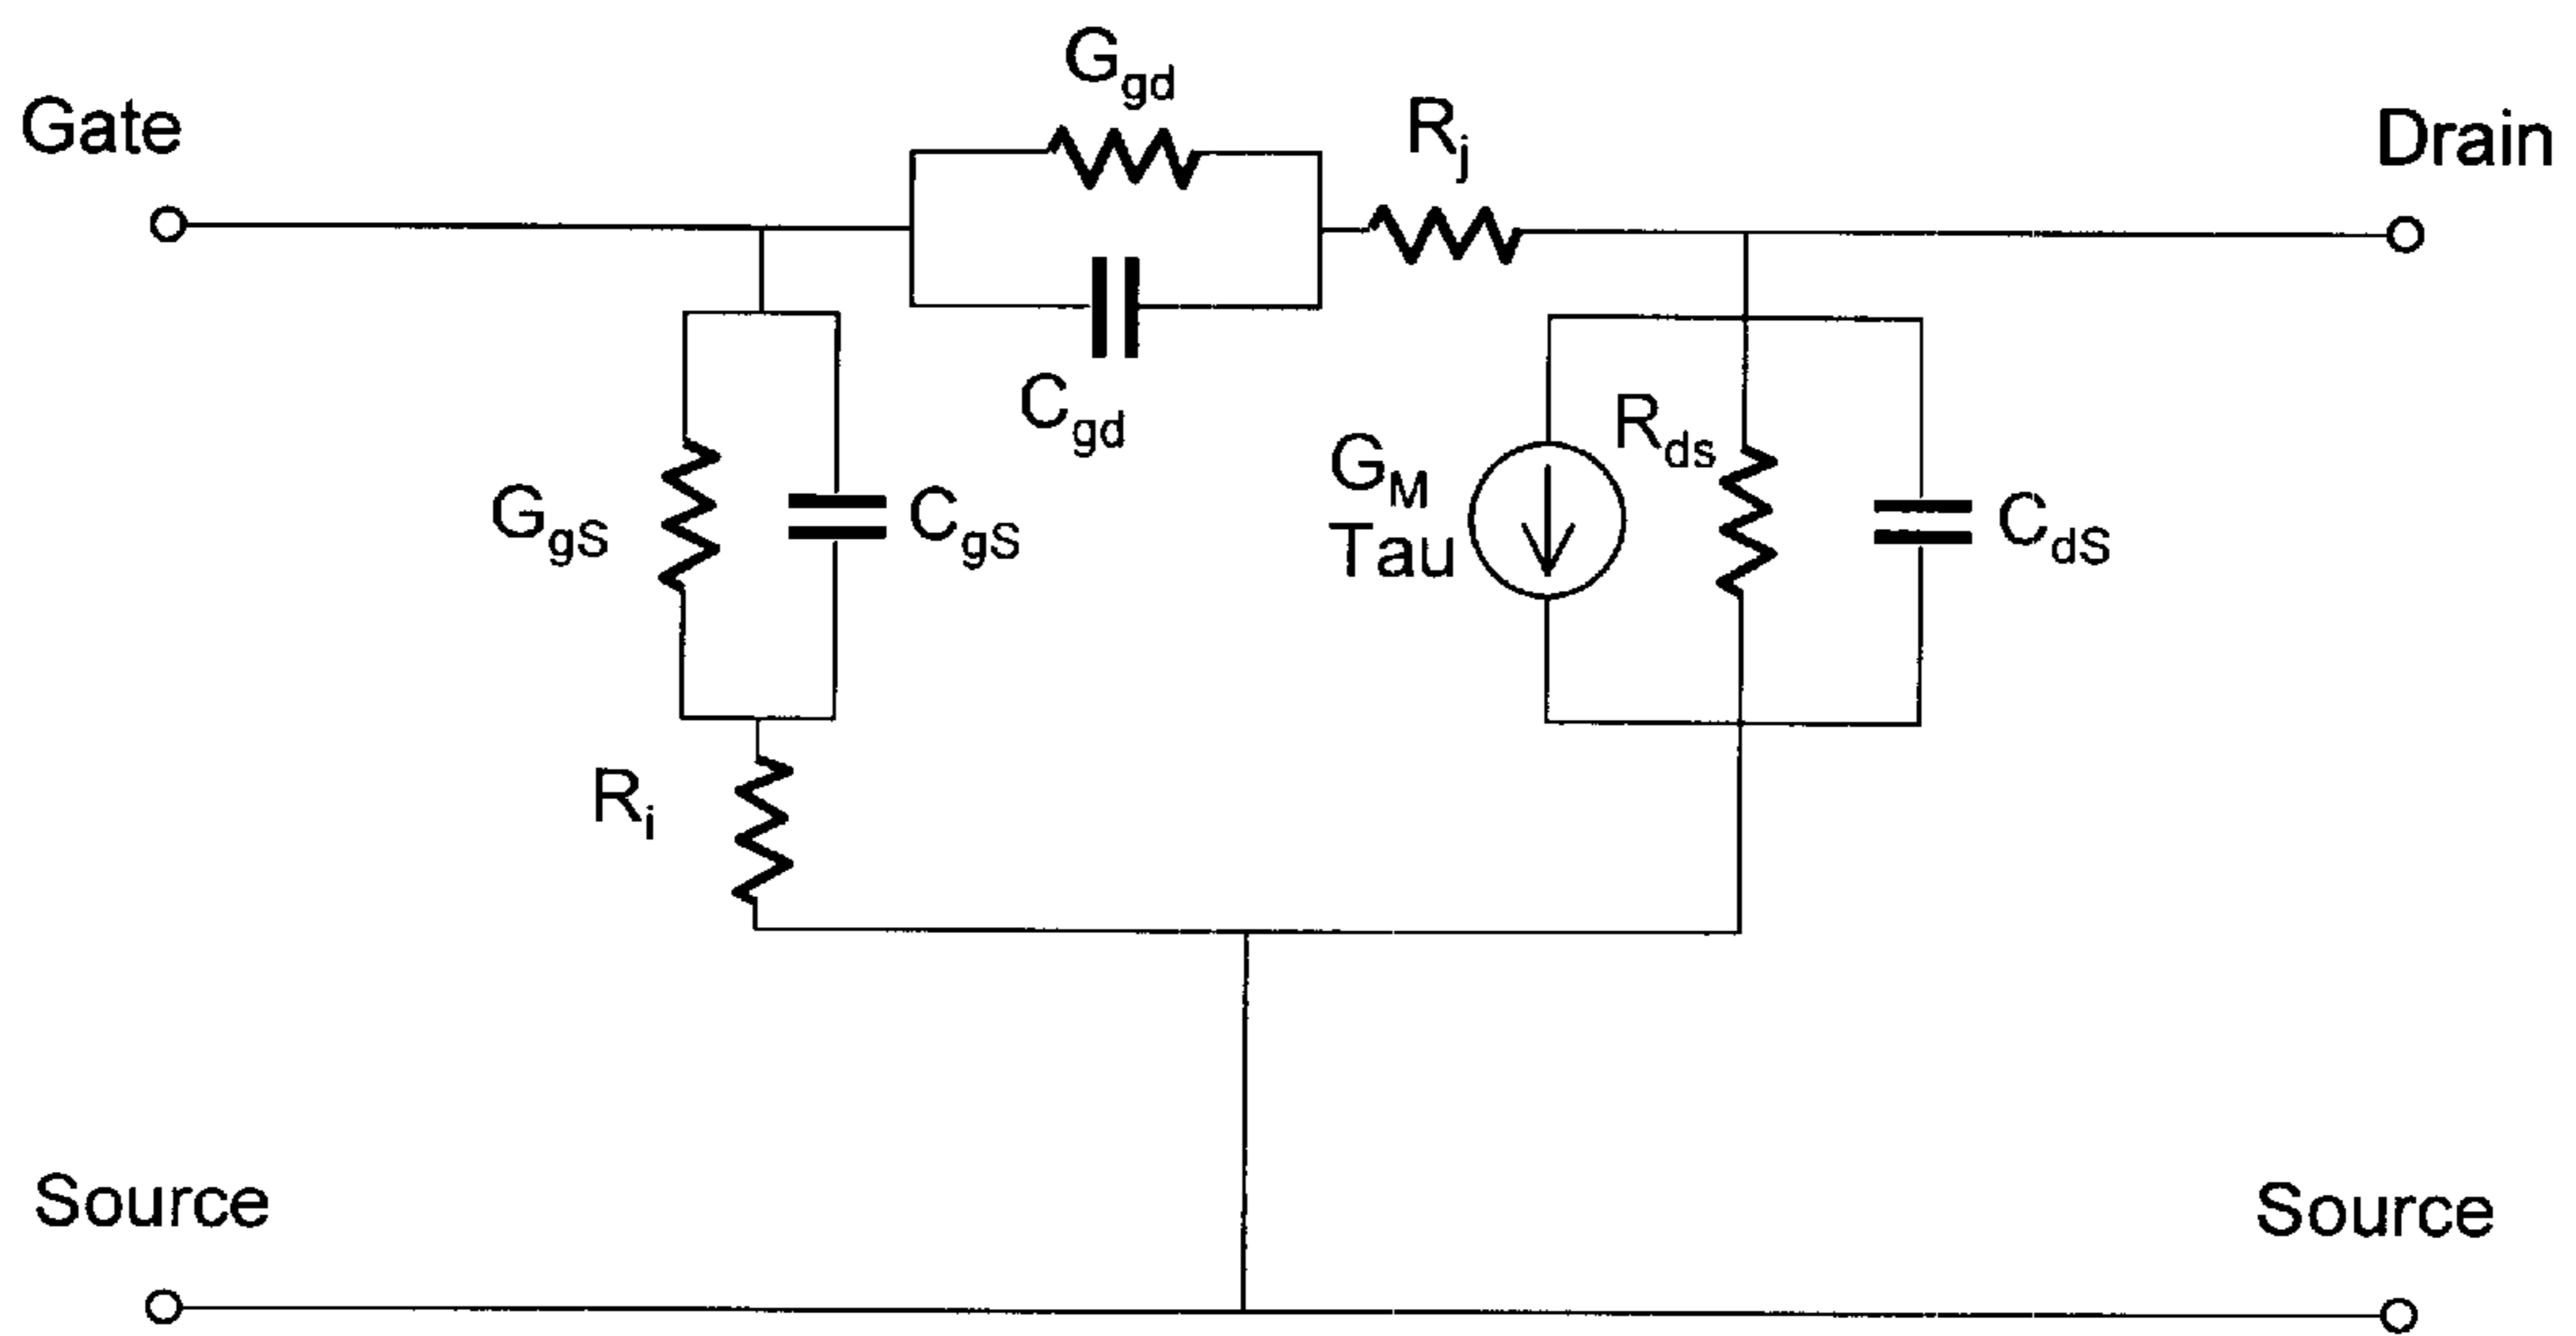 Gate
G_gd
R_j
Drain
C_gd
G_gS
C_gS
G_M
Tau
R_ds
C_dS
R_i
Source
Source